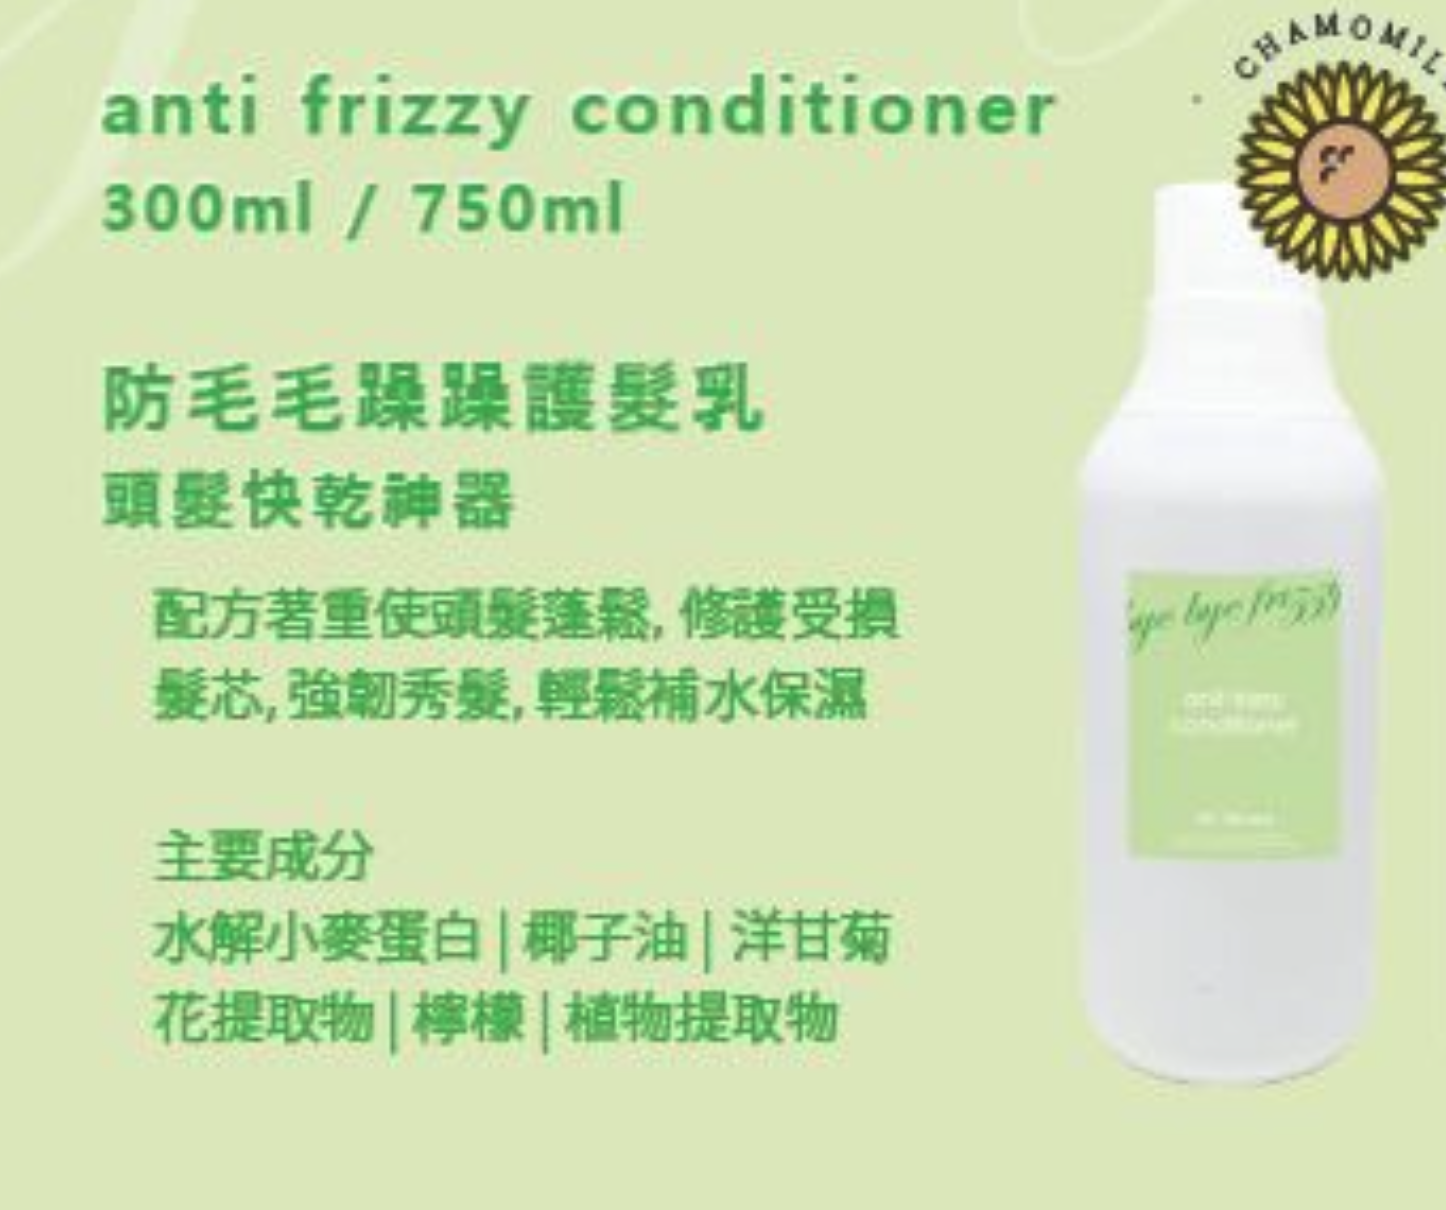 CHAMOMIL
anti frizzy conditioner
300ml / 750ml
防毛毛躁躁護髮乳
頭髮快乾神器
配方著重使頭髮蓬鬆, 修護受損
髮芯, 強韌秀髮, 輕鬆補水保濕
主要成分
水解小麥蛋白 | 椰子油 | 洋甘菊
花提取物 | 檸檬 | 植物提取物
bye bye frizzy
anti frizzy
conditioner